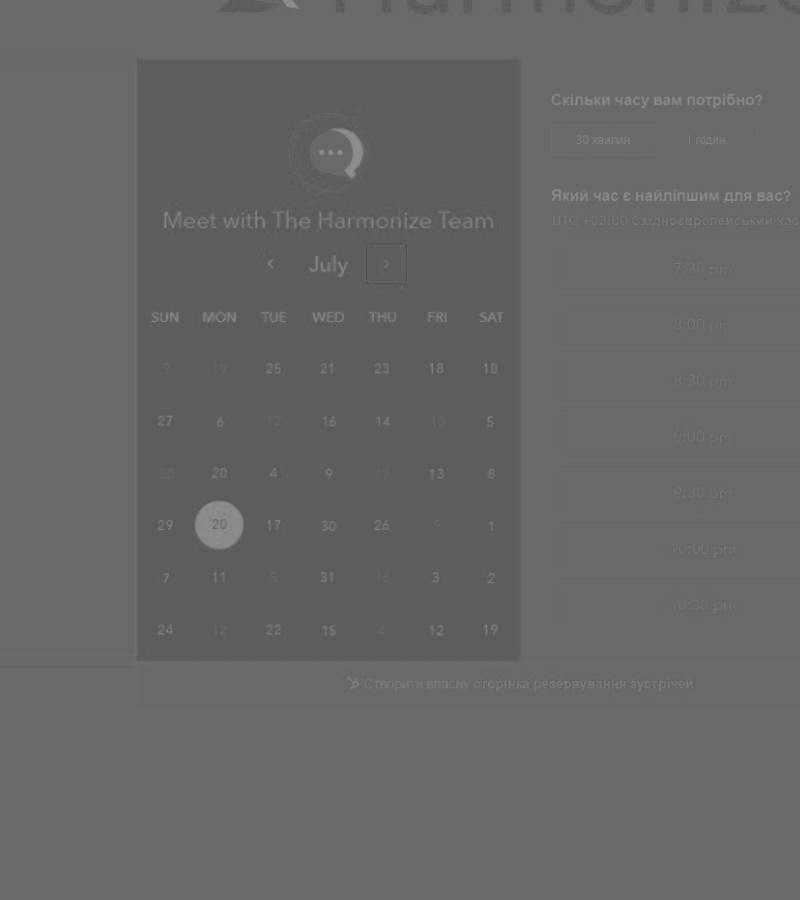 Harmonize
Meet with The Harmonize Team
‹ July ›
SUN MON TUE WED THU FRI SAT
9 19 25 21 23 18 10
27 6 12 16 14 10 5
30 20 4 9 19 13 8
29 20 17 30 26 9 1
7 11 5 31 16 3 2
24 12 22 15 4 12 19
Скільки часу вам потрібно?
30 хвилин 1 годин
Який час є найліпшим для вас?
UTC +03:00 Східноєвропейський час
7:30 pm
8:00 pm
8:30 pm
9:00 pm
9:30 pm
10:00 pm
10:30 pm
Створити власну сторінка резервування зустрічей